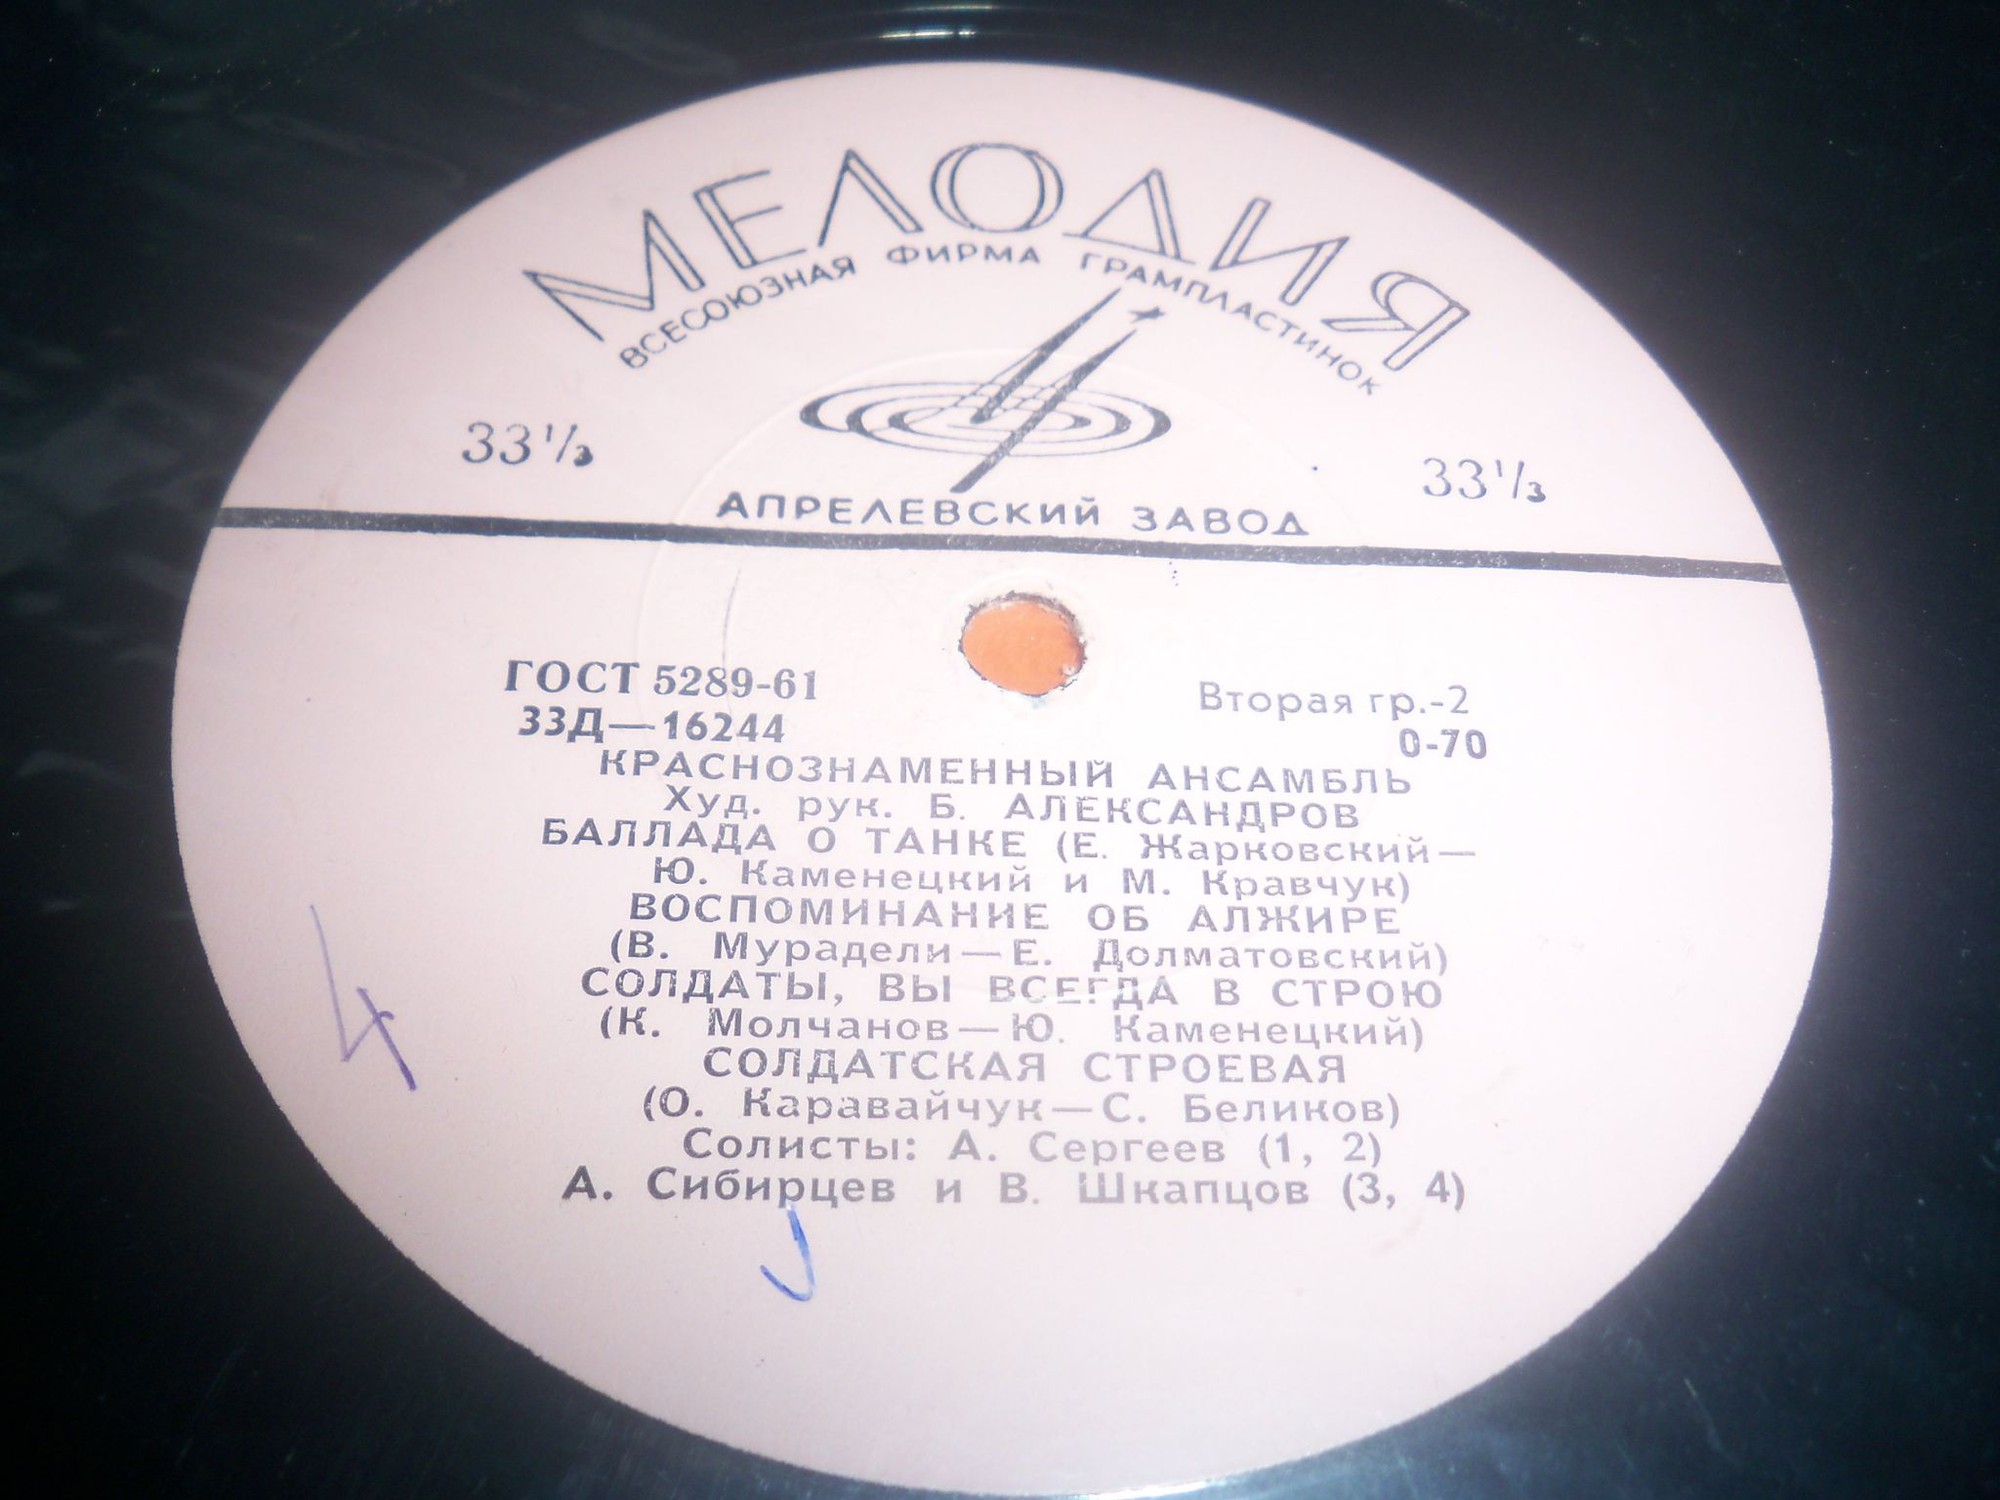 МЕЛОДИЯ
ВСЕСОЮЗНАЯ ФИРМА ГРАМПЛАСТИНОК
33⅓ 33⅓
АПРЕЛЕВСКИЙ ЗАВОД
ГОСТ 5289-61 Вторая гр.-2
33Д—16244 0-70
КРАСНОЗНАМЕННЫЙ АНСАМБЛЬ
Худ. рук. Б. АЛЕКСАНДРОВ
БАЛЛАДА О ТАНКЕ (Е. Жарковский—
Ю. Каменецкий и М. Кравчук)
ВОСПОМИНАНИЕ ОБ АЛЖИРЕ
(В. Мурадели—Е. Долматовский)
СОЛДАТЫ, ВЫ ВСЕГДА В СТРОЮ
(К. Молчанов—Ю. Каменецкий)
СОЛДАТСКАЯ СТРОЕВАЯ
(О. Каравайчук—С. Беликов)
Солисты: А. Сергеев (1, 2)
А. Сибирцев и В. Шкапцов (3, 4)
4